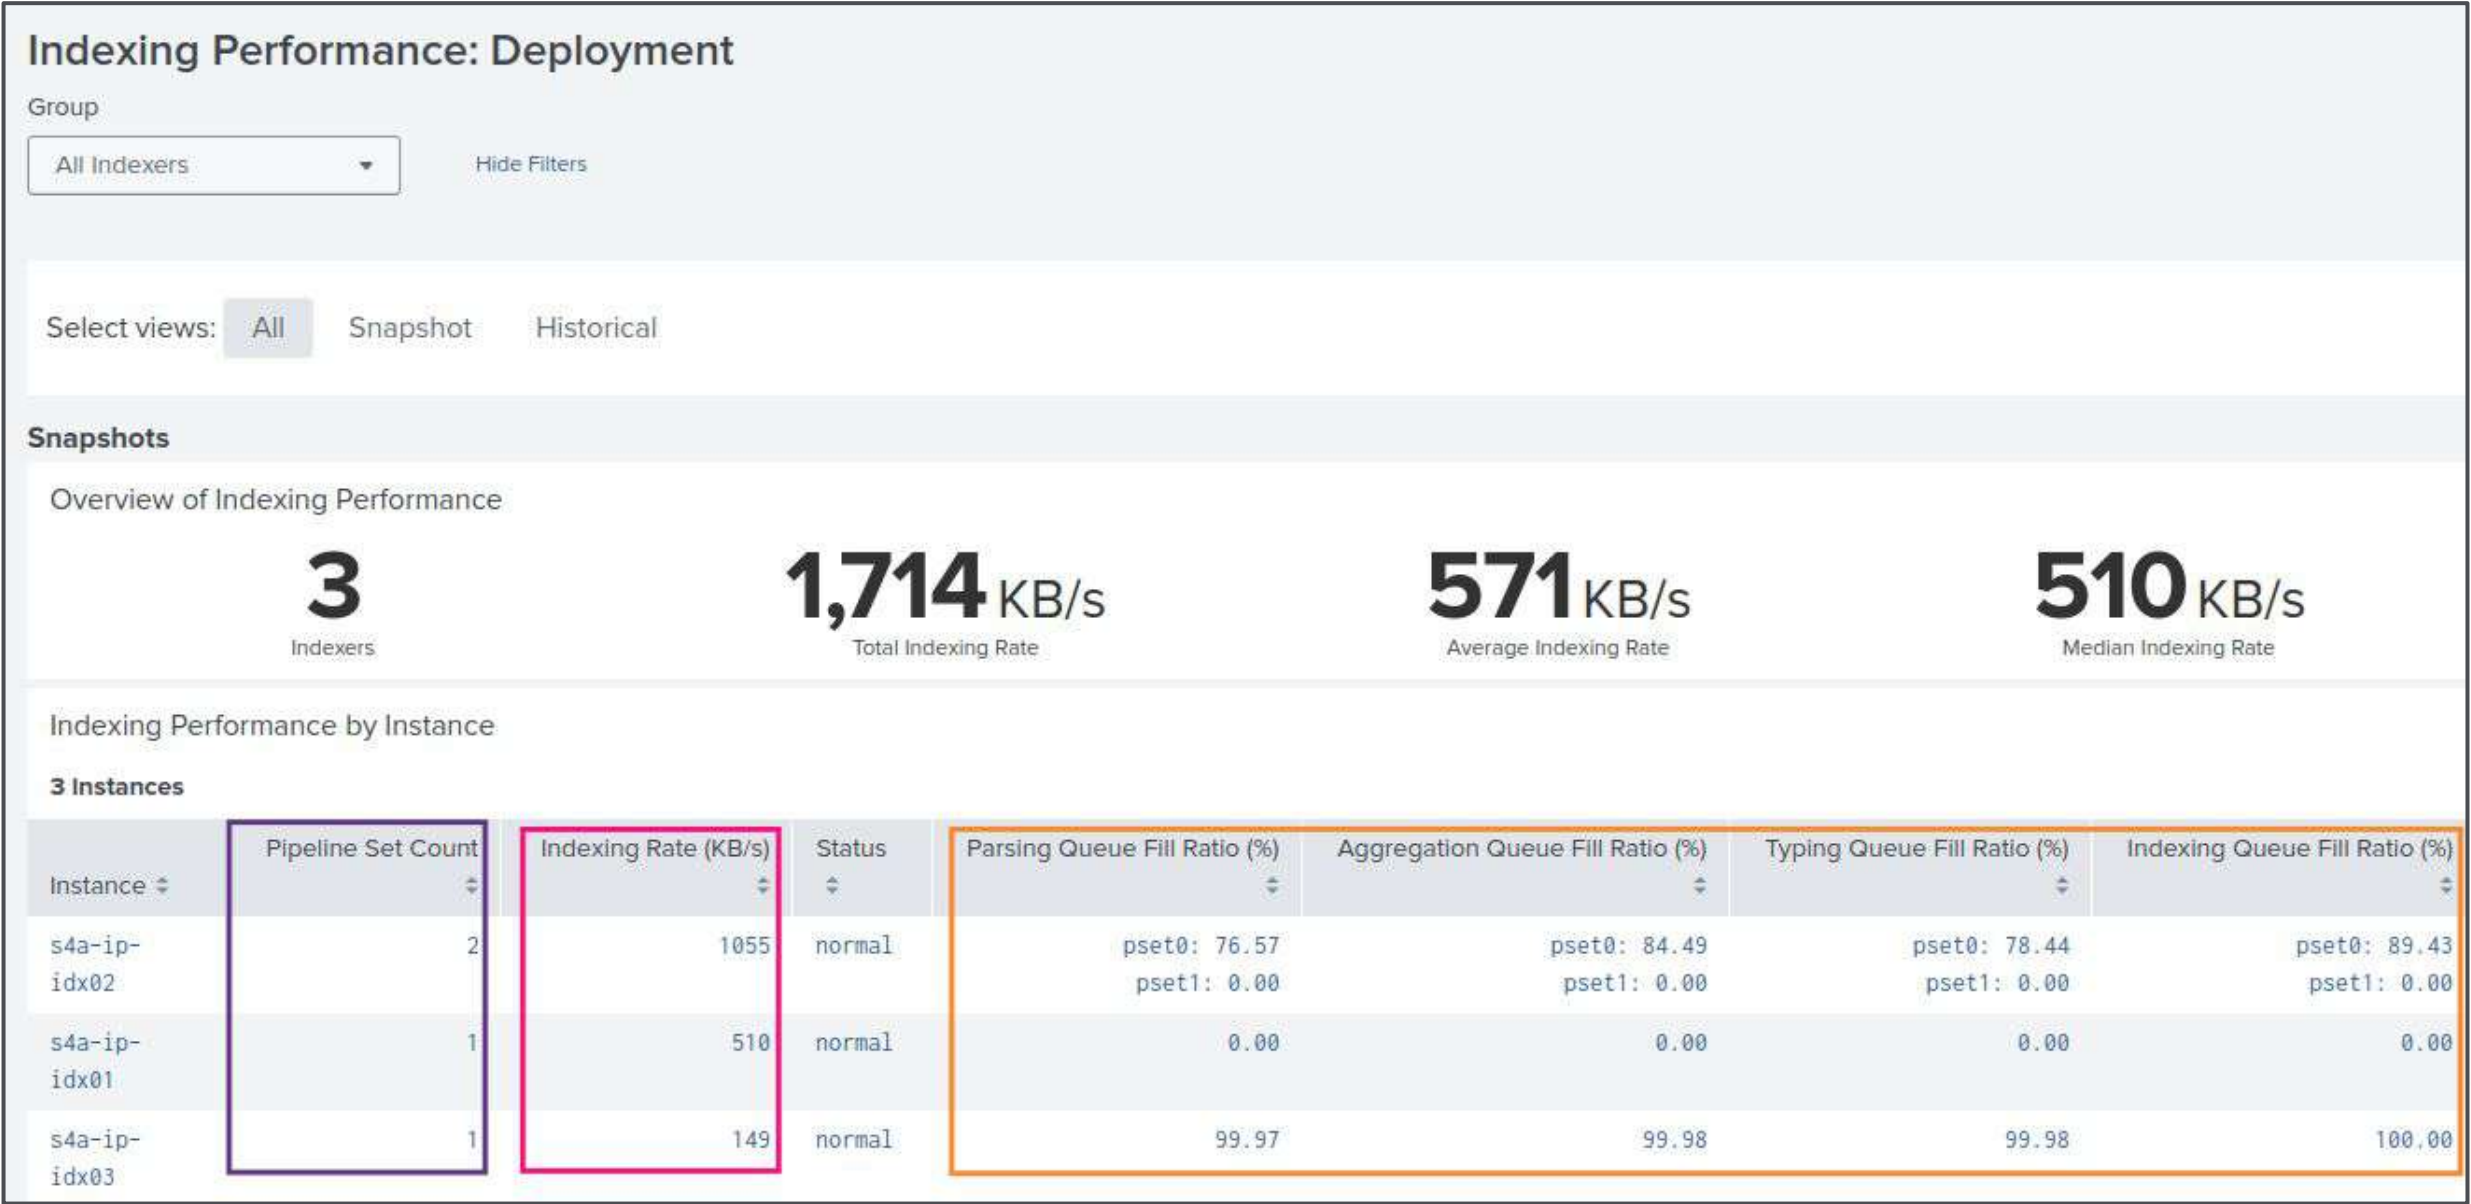 Indexing Performance: Deployment
Group
All Indexers
Hide Filters
Select views: All Snapshot Historical
Snapshots
Overview of Indexing Performance
3 1,714 KB/s 571 KB/s 510 KB/s
Indexers Total Indexing Rate Average Indexing Rate Median Indexing Rate
Indexing Performance by Instance
3 Instances
Instance Pipeline Set Count Indexing Rate (KB/s) Status Parsing Queue Fill Ratio (%) Aggregation Queue Fill Ratio (%) Typing Queue Fill Ratio (%) Indexing Queue Fill Ratio (%)
s4a-ip- 2 1055 normal pset0: 76.57 pset0: 84.49 pset0: 78.44 pset0: 89.43
idx02 pset1: 0.00 pset1: 0.00 pset1: 0.00 pset1: 0.00
s4a-ip- 1 510 normal 0.00 0.00 0.00 0.00
idx01
s4a-ip- 1 149 normal 99.97 99.98 99.98 100.00
idx03